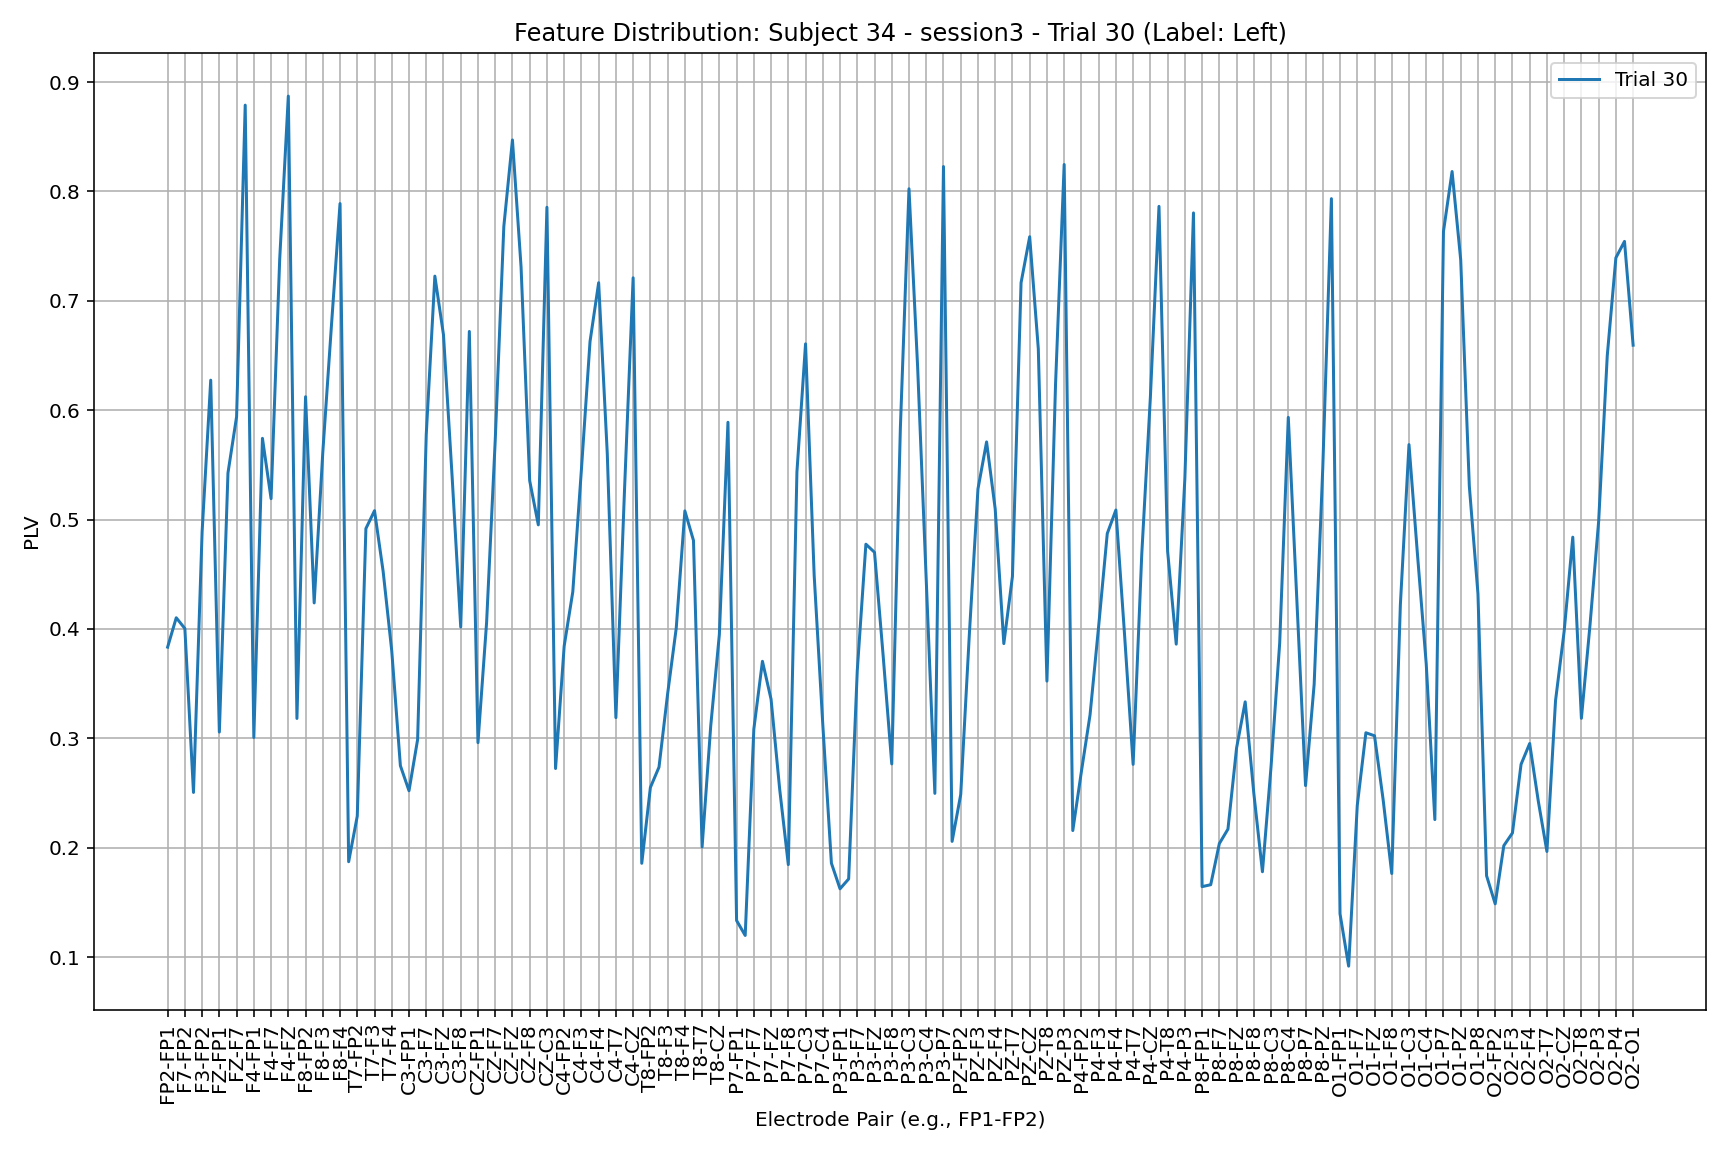 Feature Distribution: Subject 34 - session3 - Trial 30 (Label: Left)
Trial 30
0.9
0.8
0.7
0.6
0.5
0.4
0.3
0.2
0.1
PLV
FP2-FP1
F7-FP2
F3-FP2
FZ-FP1
FZ-F7
F4-FP1
F4-F7
F4-FZ
F8-FP2
F8-F3
F8-F4
T7-FP2
T7-F3
T7-F4
C3-FP1
C3-F7
C3-FZ
C3-F8
CZ-FP1
CZ-F7
CZ-FZ
CZ-F8
CZ-C3
C4-FP2
C4-F3
C4-F4
C4-T7
C4-CZ
T8-FP2
T8-F3
T8-F4
T8-T7
T8-CZ
P7-FP1
P7-F7
P7-FZ
P7-F8
P7-C3
P7-C4
P3-FP1
P3-F7
P3-FZ
P3-F8
P3-C3
P3-C4
P3-P7
PZ-FP2
PZ-F3
PZ-F4
PZ-T7
PZ-CZ
PZ-T8
PZ-P3
P4-FP2
P4-F3
P4-F4
P4-T7
P4-CZ
P4-T8
P4-P3
P8-FP1
P8-F7
P8-FZ
P8-F8
P8-C3
P8-C4
P8-P7
P8-PZ
O1-FP1
O1-F7
O1-FZ
O1-F8
O1-C3
O1-C4
O1-P7
O1-PZ
O1-P8
O2-FP2
O2-F3
O2-F4
O2-T7
O2-CZ
O2-T8
O2-P3
O2-P4
O2-O1
Electrode Pair (e.g., FP1-FP2)